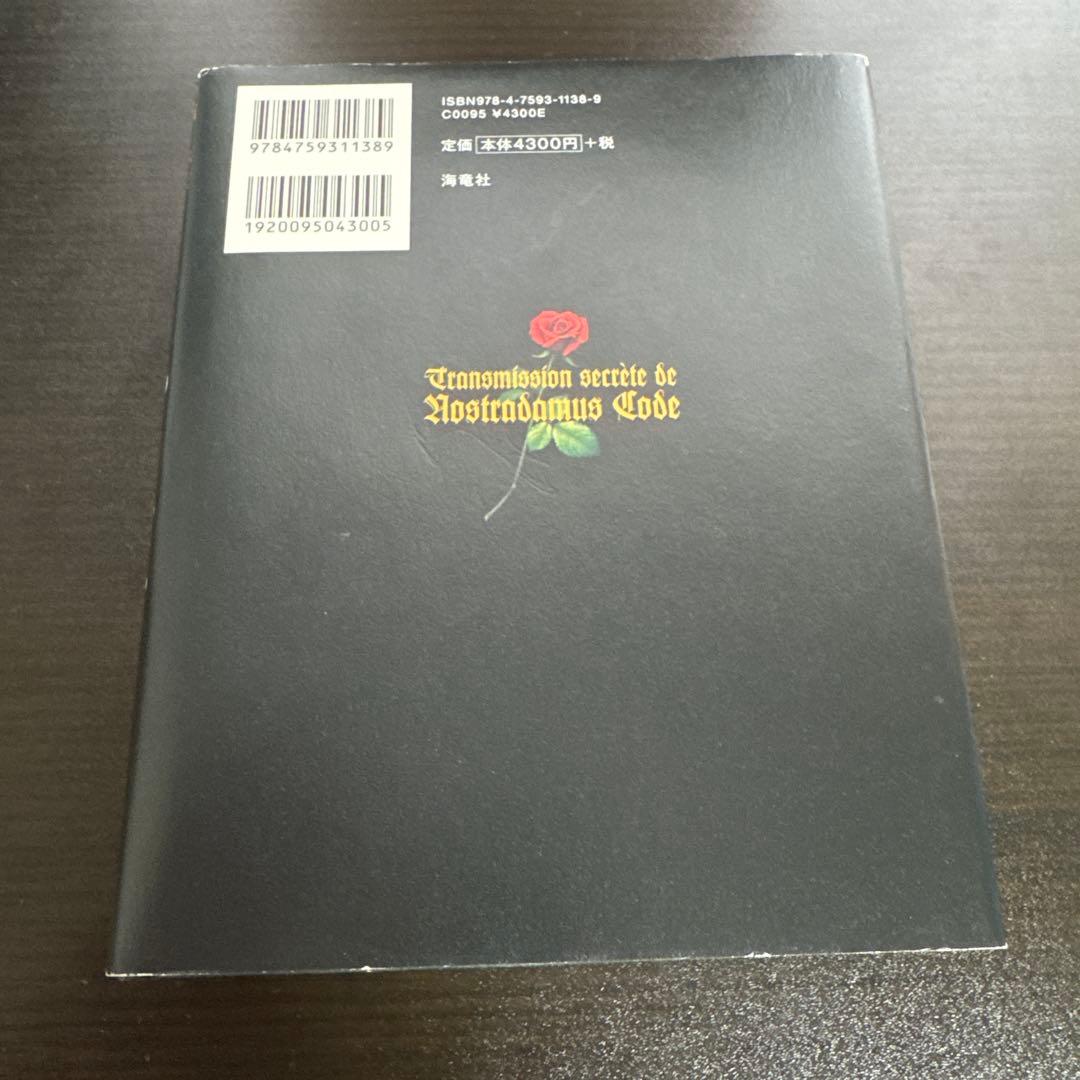 9784759311389
1920095043005
ISBN978-4-7593-1138-9
C0095 ¥4300E
定価 本体4300円+税
海竜社
Transmission secrète de
Nostradamus Code